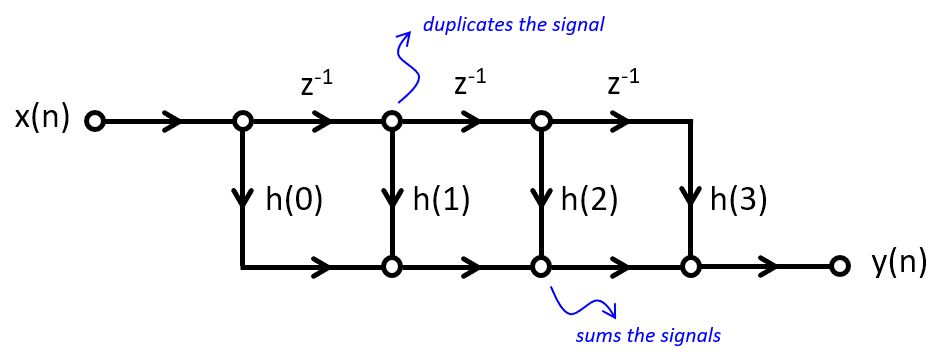 duplicates the signal
z⁻¹ z⁻¹ z⁻¹
x(n)
h(0) h(1) h(2) h(3)
y(n)
sums the signals